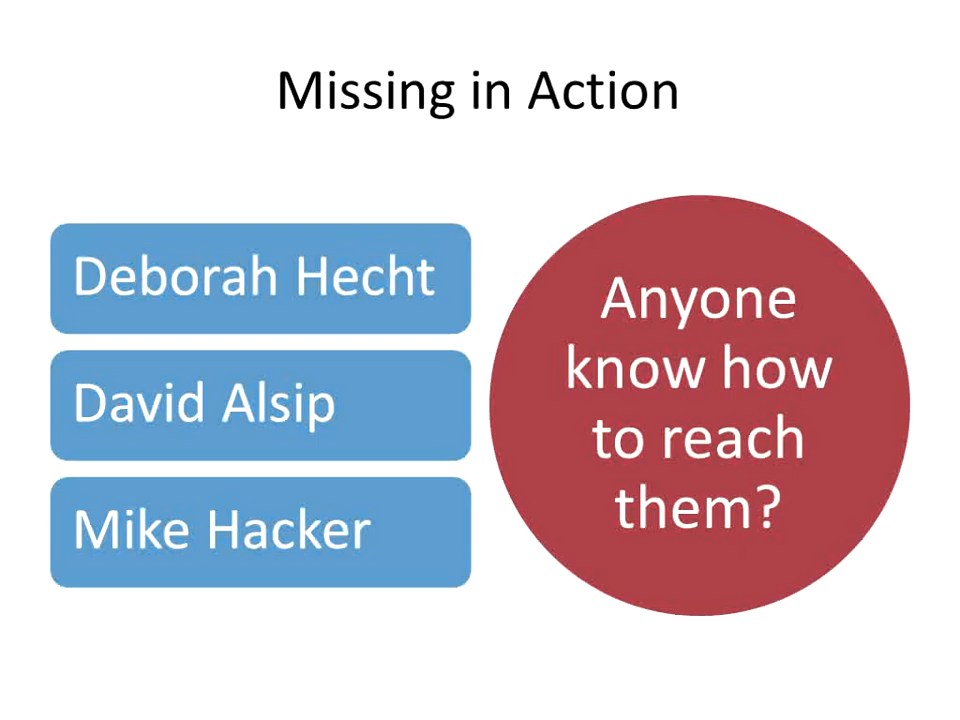 Missing in Action
Deborah Hecht
David Alsip
Mike Hacker
Anyone
know how
to reach
them?